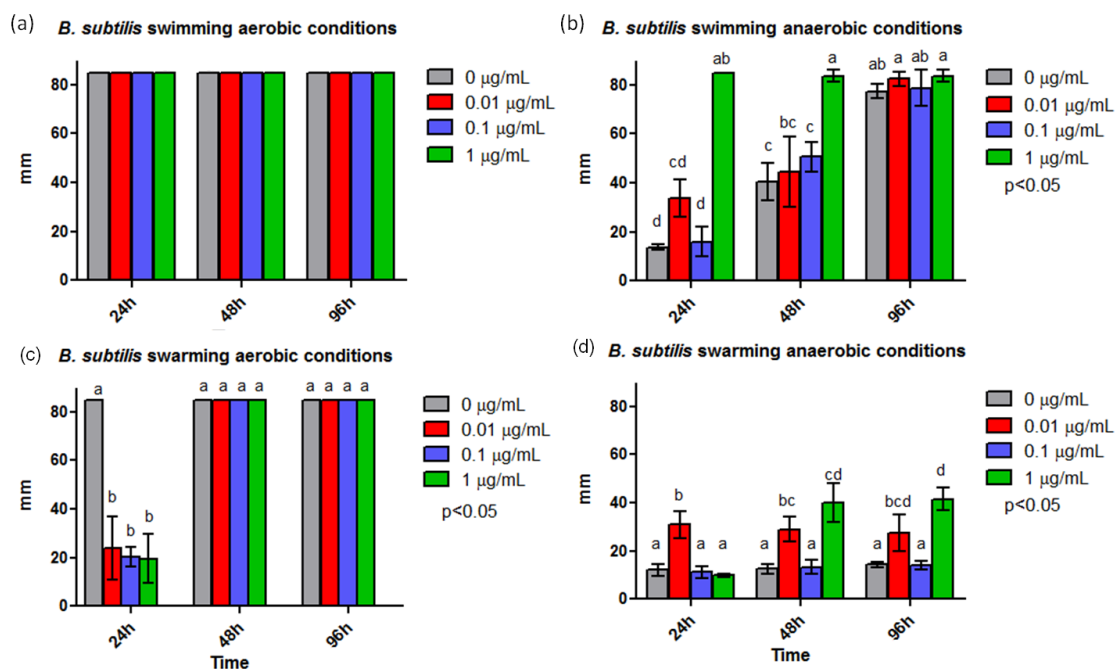 (a)
B. subtilis swimming aerobic conditions
80
60
40
20
0
mm
24h
48h
96h
0 µg/mL
0.01 µg/mL
0.1 µg/mL
1 µg/mL
(b)
B. subtilis swimming anaerobic conditions
80
60
40
20
0
mm
d cd d ab
c bc c a
ab a ab a
24h
48h
96h
0 µg/mL
0.01 µg/mL
0.1 µg/mL
1 µg/mL
p<0.05
(c)
B. subtilis swarming aerobic conditions
80
60
40
20
0
mm
a b b b
a a a a
a a a a
24h
48h
96h
Time
0 µg/mL
0.01 µg/mL
0.1 µg/mL
1 µg/mL
p<0.05
(d)
B. subtilis swarming anaerobic conditions
80
60
40
20
0
mm
a b a a
a bc a cd
a bcd a d
24h
48h
96h
Time
0 µg/mL
0.01 µg/mL
0.1 µg/mL
1 µg/mL
p<0.05